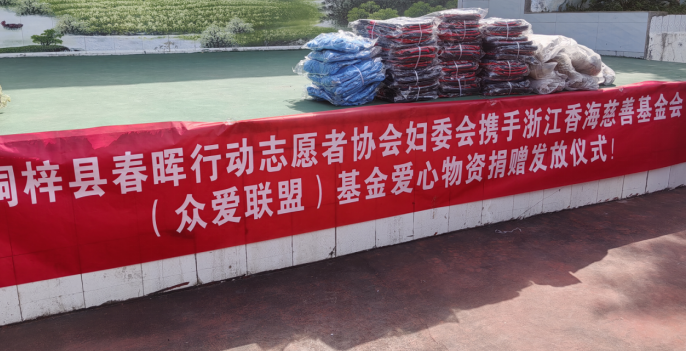 桐梓县春晖行动志愿者协会妇委会携手浙江香海慈善基金会
（众爱联盟）基金爱心物资捐赠发放仪式！